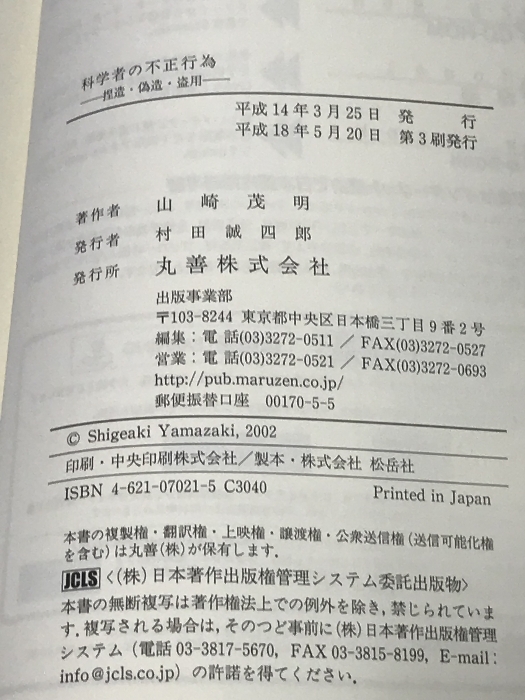 科学者の不正行為
―捏造・偽造・盗用―
平成14年3月25日 発 行
平成18年5月20日 第3刷発行
著作者 山 崎 茂 明
発行者 村 田 誠 四 郎
発行所 丸善株式会社
出版事業部
〒103-8244 東京都中央区日本橋三丁目9番2号
編集:電 話(03)3272-0511 / FAX(03)3272-0527
営業:電 話(03)3272-0521 / FAX(03)3272-0693
http://pub.maruzen.co.jp/
郵便振替口座 00170-5-5
© Shigeaki Yamazaki, 2002
印刷・中央印刷株式会社/製本・株式会社 松岳社
ISBN 4-621-07021-5 C3040 Printed in Japan
本書の複製権・翻訳権・上映権・譲渡権・公衆送信権(送信可能化権
を含む)は丸善(株)が保有します.
JCLS <(株)日本著作出版権管理システム委託出版物>
本書の無断複写は著作権法上での例外を除き,禁じられていま
す.複写される場合は,そのつど事前に(株)日本著作出版権管理
システム(電話 03-3817-5670, FAX 03-3815-8199, E-mail:
info@jcls.co.jp)の許諾を得てください.